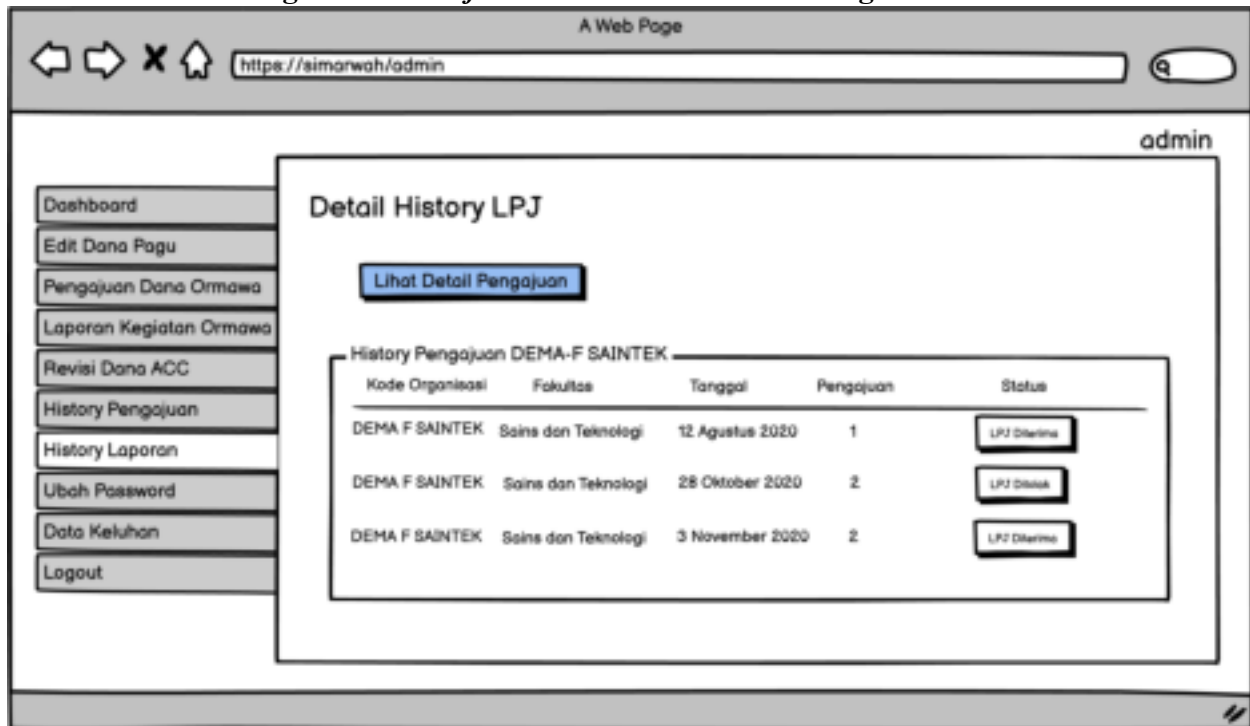 A Web Page
https://simarwah/admin
admin
Dashboard
Edit Dana Pagu
Pengajuan Dana Ormawa
Laporan Kegiatan Ormawa
Revisi Dana ACC
History Pengajuan
History Laporan
Ubah Password
Data Keluhan
Logout
Detail History LPJ
Lihat Detail Pengajuan
History Pengajuan DEMA-F SAINTEK
Kode Organisasi Fakultas Tanggal Pengajuan Status
DEMA F SAINTEK Sains dan Teknologi 12 Agustus 2020 1 LPJ Diterima
DEMA F SAINTEK Sains dan Teknologi 28 Oktober 2020 2 LPJ Ditolak
DEMA F SAINTEK Sains dan Teknologi 3 November 2020 2 LPJ Diterima